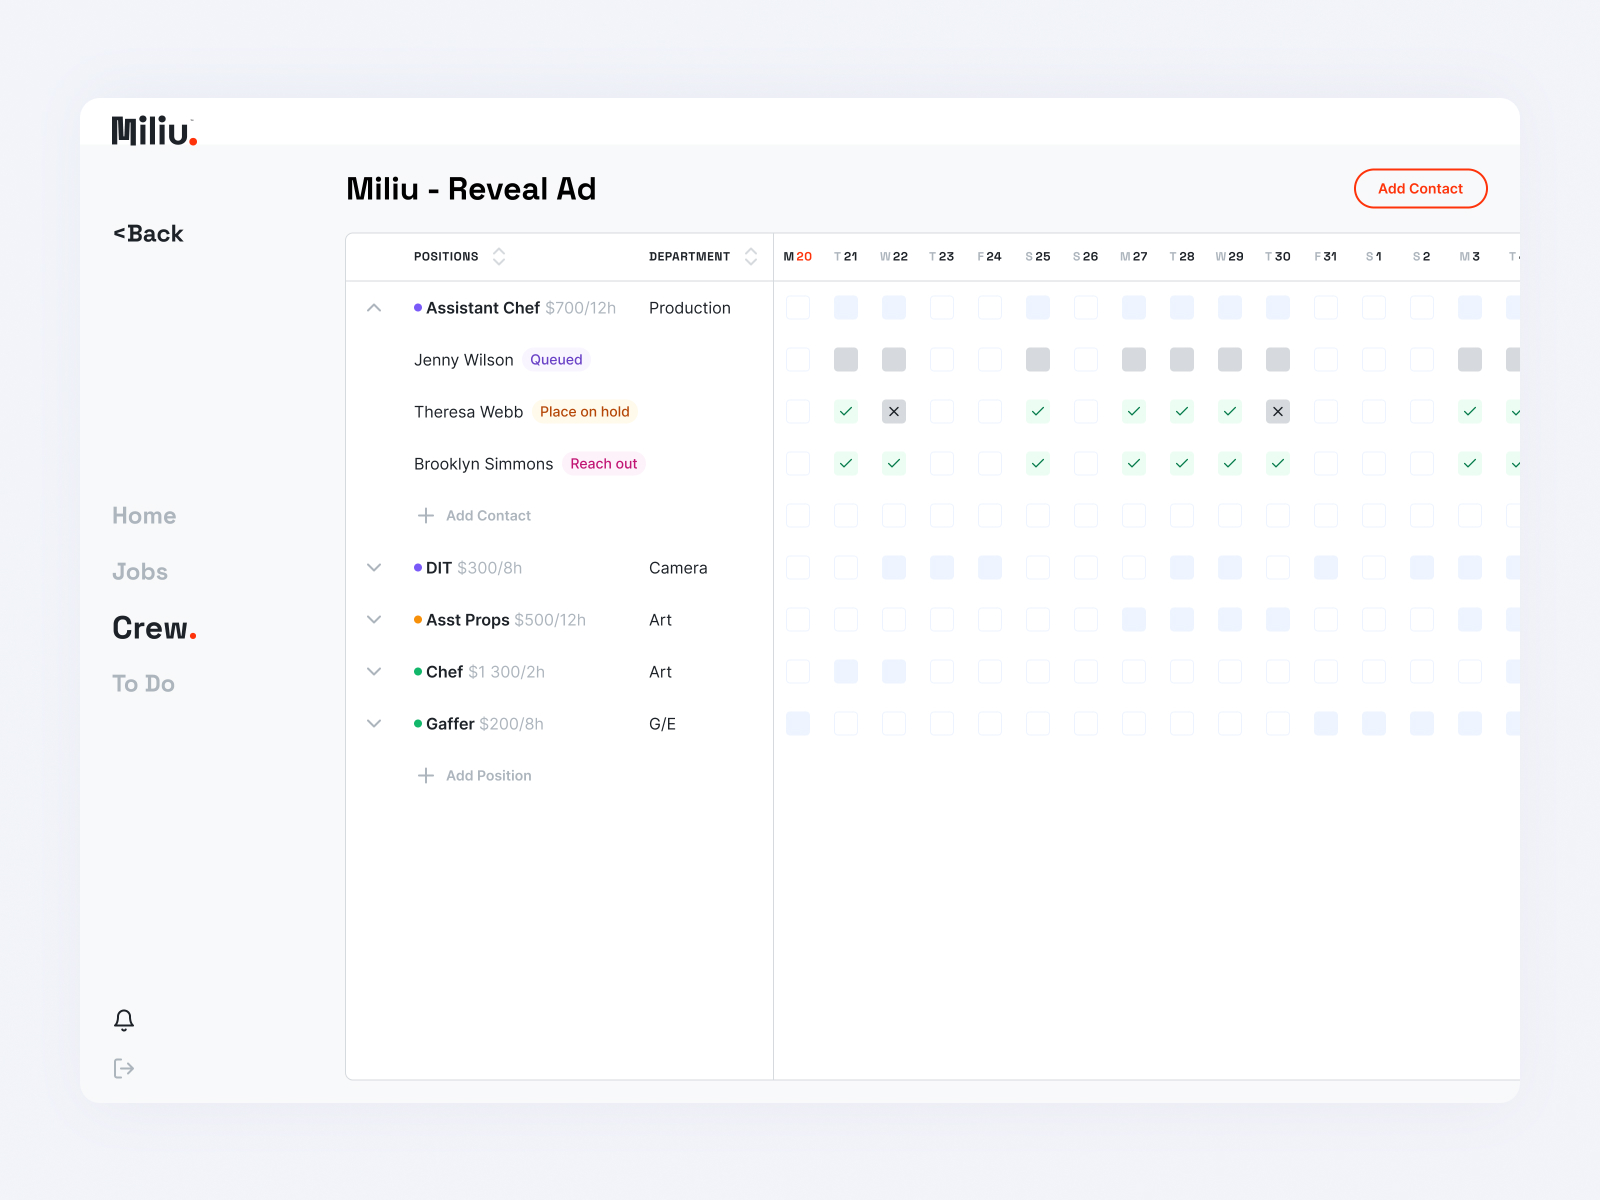 Miliu.
Miliu - Reveal Ad
Add Contact
<Back
POSITIONS DEPARTMENT M 20 T 21 W 22 T 23 F 24 S 25 S 26 M 27 T 28 W 29 T 30 F 31 S 1 S 2 M 3 T
Assistant Chef $700/12h Production
Jenny Wilson Queued
Theresa Webb Place on hold
Brooklyn Simmons Reach out
Add Contact
Home
Jobs
Crew.
To Do
DIT $300/8h Camera
Asst Props $500/12h Art
Chef $1 300/2h Art
Gaffer $200/8h G/E
Add Position